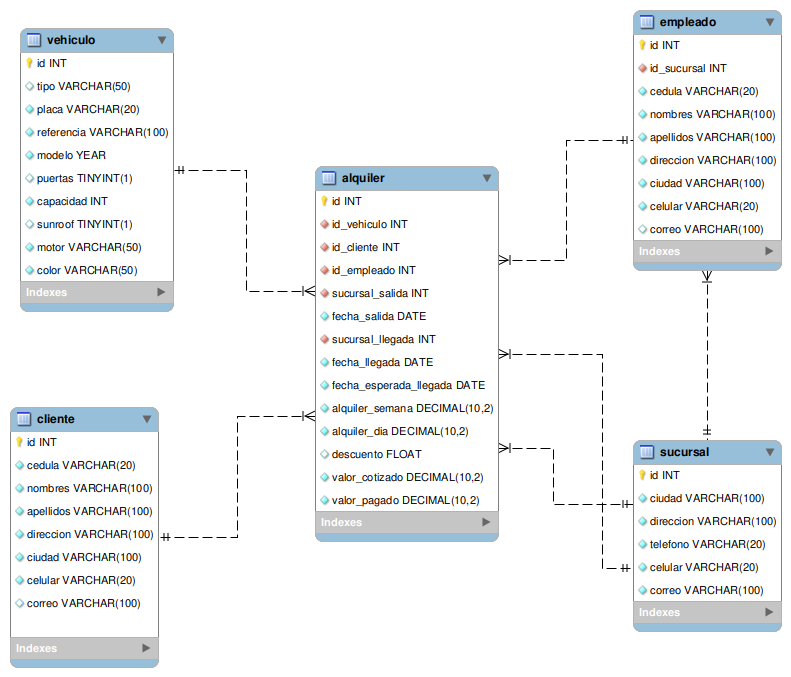 vehiculo
id INT
tipo VARCHAR(50)
placa VARCHAR(20)
referencia VARCHAR(100)
modelo YEAR
puertas TINYINT(1)
capacidad INT
sunroof TINYINT(1)
motor VARCHAR(50)
color VARCHAR(50)
Indexes
cliente
id INT
cedula VARCHAR(20)
nombres VARCHAR(100)
apellidos VARCHAR(100)
direccion VARCHAR(100)
ciudad VARCHAR(100)
celular VARCHAR(20)
correo VARCHAR(100)
Indexes
alquiler
id INT
id_vehiculo INT
id_cliente INT
id_empleado INT
sucursal_salida INT
fecha_salida DATE
sucursal_llegada INT
fecha_llegada DATE
fecha_esperada_llegada DATE
alquiler_semana DECIMAL(10,2)
alquiler_dia DECIMAL(10,2)
descuento FLOAT
valor_cotizado DECIMAL(10,2)
valor_pagado DECIMAL(10,2)
Indexes
empleado
id INT
id_sucursal INT
cedula VARCHAR(20)
nombres VARCHAR(100)
apellidos VARCHAR(100)
direccion VARCHAR(100)
ciudad VARCHAR(100)
celular VARCHAR(20)
correo VARCHAR(100)
Indexes
sucursal
id INT
ciudad VARCHAR(100)
direccion VARCHAR(100)
telefono VARCHAR(20)
celular VARCHAR(20)
correo VARCHAR(100)
Indexes